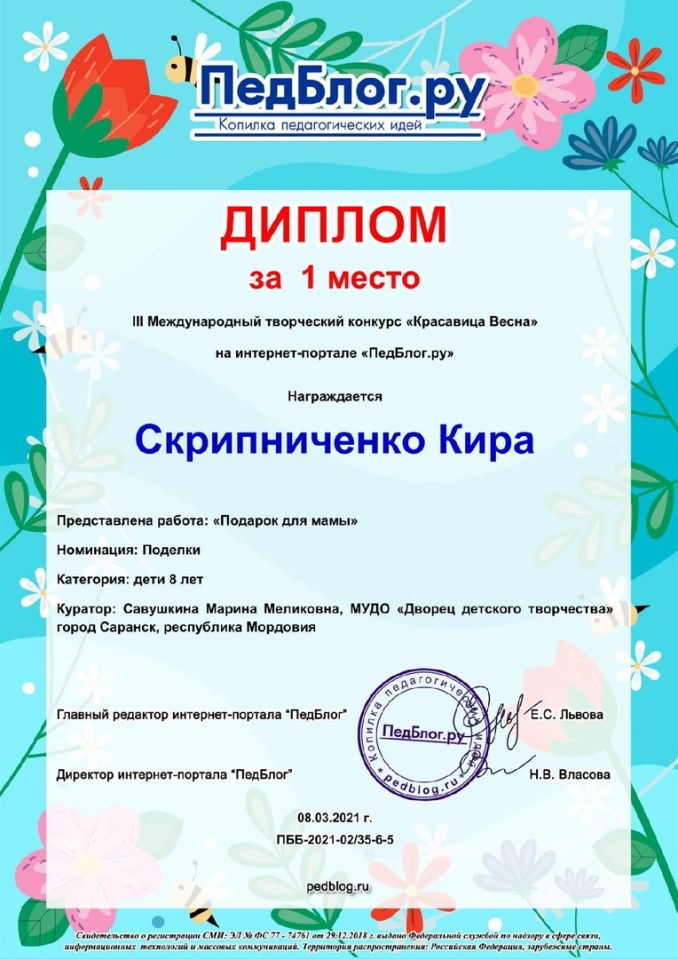 ПедБлог.ру
Копилка педагогических идей
ДИПЛОМ
за 1 место
III Международный творческий конкурс «Красавица Весна»
на интернет-портале «ПедБлог.ру»
Награждается
Скрипниченко Кира
Представлена работа: «Подарок для мамы»
Номинация: Поделки
Категория: дети 8 лет
Куратор: Савушкина Марина Меликовна, МУДО «Дворец детского творчества»
город Саранск, республика Мордовия
Главный редактор интернет-портала "ПедБлог"
Е.С. Львова
Копилка педагогических идей
ПедБлог.ру
* pedblog.ru *
Директор интернет-портала "ПедБлог"
Н.В. Власова
08.03.2021 г.
ПББ-2021-02/35-6-5
pedblog.ru
Свидетельство о регистрации СМИ: ЭЛ № ФС 77 - 74761 от 29.12.2018 г. выдано Федеральной службой по надзору в сфере связи,
информационных технологий и массовых коммуникаций. Территория распространения: Российская Федерация, зарубежные страны.